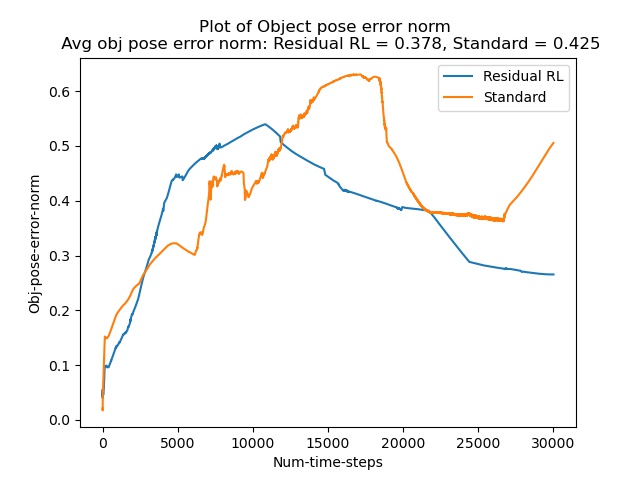 Plot of Object pose error norm
Avg obj pose error norm: Residual RL = 0.378, Standard = 0.425
Residual RL
Standard
Obj-pose-error-norm
0.6
0.5
0.4
0.3
0.2
0.1
0.0
0 5000 10000 15000 20000 25000 30000
Num-time-steps